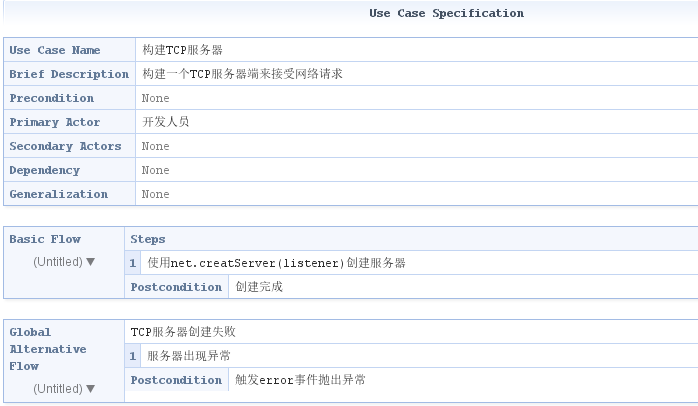 Use Case Specification
Use Case Name 构建TCP服务器
Brief Description 构建一个TCP服务器端来接受网络请求
Precondition None
Primary Actor 开发人员
Secondary Actors None
Dependency None
Generalization None
Basic Flow Steps
(Untitled) ▼ 1 使用net.creatServer(listener)创建服务器
Postcondition 创建完成
Global TCP服务器创建失败
Alternative 1 服务器出现异常
Flow
(Untitled) ▼ Postcondition 触发error事件抛出异常